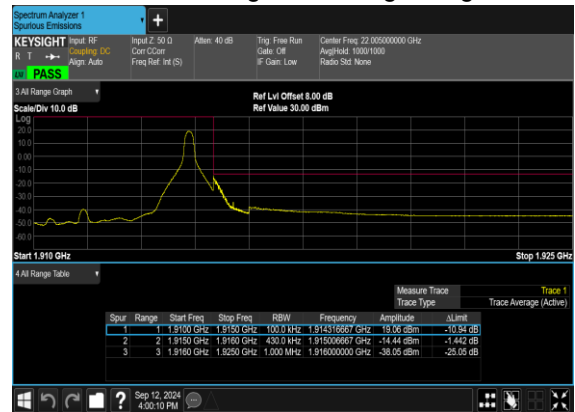 Spectrum Analyzer 1
Spurious Emissions
KEYSIGHT Input: RF Input Z: 50 Ω Atten: 40 dB Trig: Free Run Center Freq: 22.005000000 GHz
R T Coupling: DC Corr CCorr Gate: Off Avg|Hold: 1000/1000
Align: Auto Freq Ref: Int (S) IF Gain: Low Radio Std: None
PASS
3 All Range Graph
Ref Lvl Offset 8.00 dB
Scale/Div 10.0 dB Ref Value 30.00 dBm
Log
20.0
10.0
0.00
-10.0
-20.0
-30.0
-40.0
-50.0
-60.0
Start 1.910 GHz Stop 1.925 GHz
4 All Range Table
Measure Trace Trace 1
Trace Type Trace Average (Active)
Spur Range Start Freq Stop Freq RBW Frequency Amplitude ΔLimit
1 1 1.9100 GHz 1.9150 GHz 100.0 kHz 1.914316667 GHz 19.06 dBm -10.94 dB
2 2 1.9150 GHz 1.9160 GHz 430.0 kHz 1.915006667 GHz -14.44 dBm -1.442 dB
3 3 1.9160 GHz 1.9250 GHz 1.000 MHz 1.916000000 GHz -38.05 dBm -25.05 dB
? Sep 12, 2024
4:00:10 PM